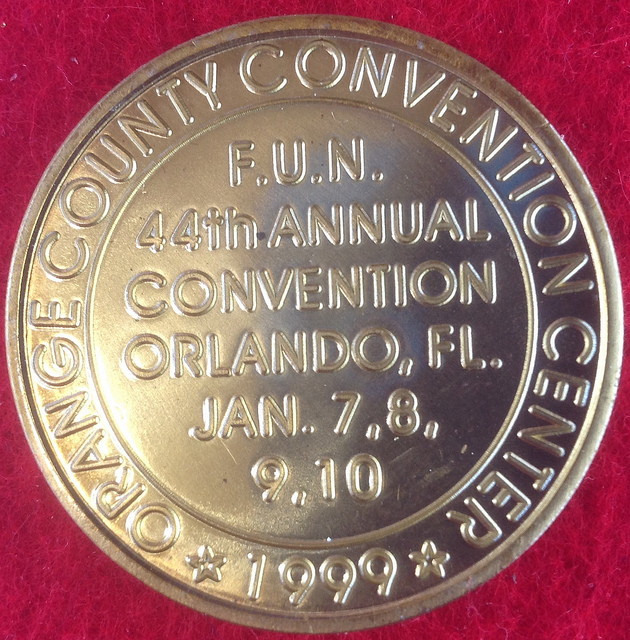 ORANGE COUNTY CONVENTION CENTER
F.U.N.
44th ANNUAL
CONVENTION
ORLANDO, FL.
JAN. 7,8,
9,10
1999